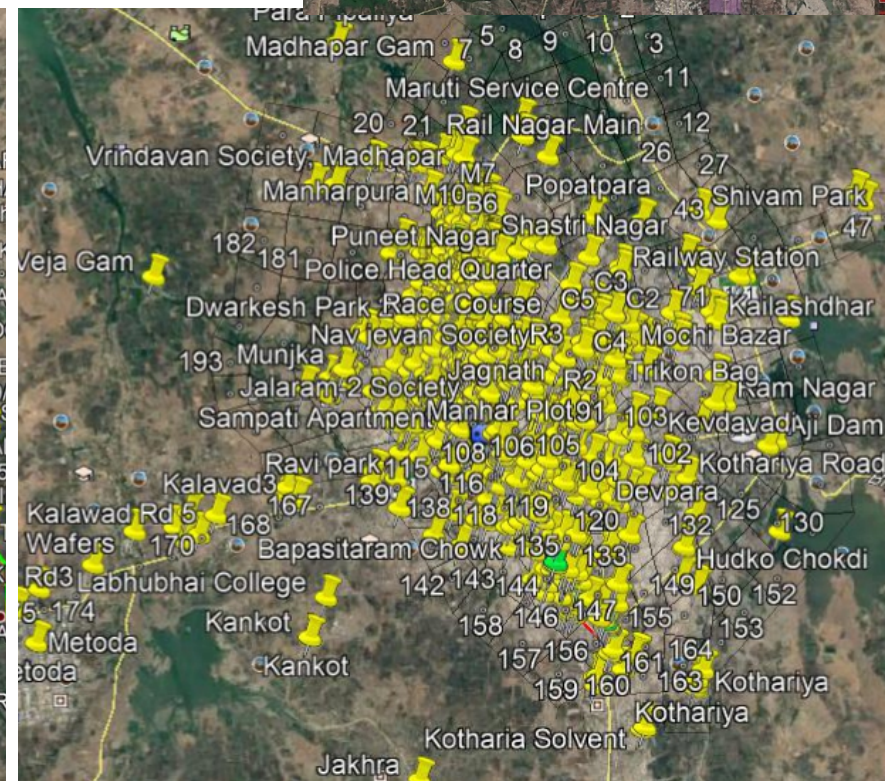 Para Pipaliya
Madhapar Gam 7 5 8 9 10 3
Maruti Service Centre 11
20 21 Rail Nagar Main 12
Vrindavan Society, Madhapar 26
M7 27
Manharpura M10 B6 Popatpara 43 Shivam Park
Puneet Nagar Shastri Nagar 47
182 181 Railway Station
Veja Gam Police Head Quarter C3
Dwarkesh Park Race Course C5 C2 71 Kailashdhar
Nav jeevan Society R3 C4 Mochi Bazar
193 Munjka Jagnath Trikon Bag
Jalaram-2 Society R2 Ram Nagar
Sampati Apartment Manhar Plot 91 103 Kevdavadi Aji Dam
108 106 105 102
Ravi park 115 104 Kothariya Road
Kalavad3 139 116 Devpara
Kalawad Rd 5 167 138 118 119 125
168 120 132 130
Wafers 170 Bapasitaram Chowk 135 133 Hudko Chokdi
Rd3 Labhubhai College 142 143 144 149 150 152
5 174 146 147 155
Kankot 158 153
Metoda 156 164
etoda Kankot 157 161
159 160 163 Kothariya
Kothariya
Kotharia Solvent
Jakhra